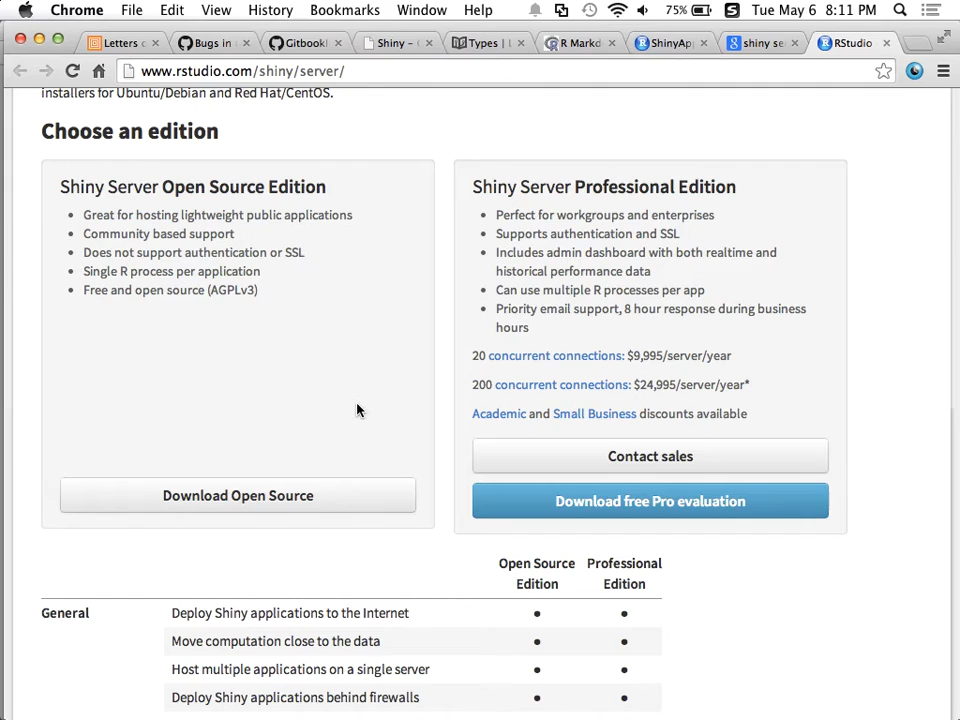 Chrome File Edit View History Bookmarks Window Help 75% S Tue May 6 8:11 PM
Letters c Bugs in Gitbookl Shiny - Types | R Markd ShinyAp shiny se RStudio
www.rstudio.com/shiny/server/
installers for Ubuntu/Debian and Red Hat/CentOS.
Choose an edition
Shiny Server Open Source Edition
Great for hosting lightweight public applications
Community based support
Does not support authentication or SSL
Single R process per application
Free and open source (AGPLv3)
Download Open Source
Shiny Server Professional Edition
Perfect for workgroups and enterprises
Supports authentication and SSL
Includes admin dashboard with both realtime and
historical performance data
Can use multiple R processes per app
Priority email support, 8 hour response during business
hours
20 concurrent connections: $9,995/server/year
200 concurrent connections: $24,995/server/year*
Academic and Small Business discounts available
Contact sales
Download free Pro evaluation
Open Source Professional
Edition Edition
General Deploy Shiny applications to the Internet
Move computation close to the data
Host multiple applications on a single server
Deploy Shiny applications behind firewalls